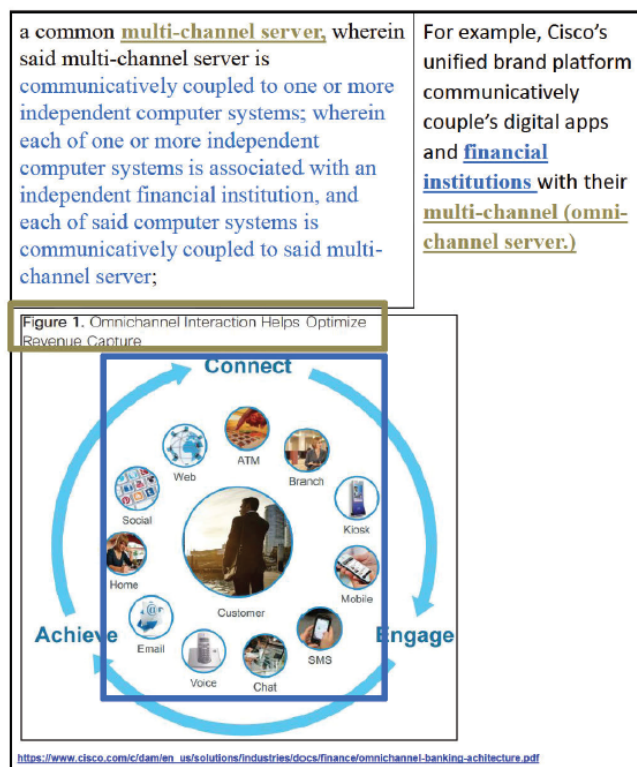 a common multi-channel server, wherein
said multi-channel server is
communicatively coupled to one or more
independent computer systems; wherein
each of one or more independent
computer systems is associated with an
independent financial institution, and
each of said computer systems is
communicatively coupled to said multi-
channel server;
For example, Cisco's
unified brand platform
communicatively
couple's digital apps
and financial
institutions with their
multi-channel (omni-
channel server.)
Figure 1. Omnichannel Interaction Helps Optimize
Revenue Capture
Connect
ATM
Web
Branch
Social
Kiosk
Home
Mobile
Customer
Achieve
Engage
Email
SMS
Voice
Chat
https://www.cisco.com/c/dam/en_us/solutions/industries/docs/finance/omnichannel-banking-achitecture.pdf